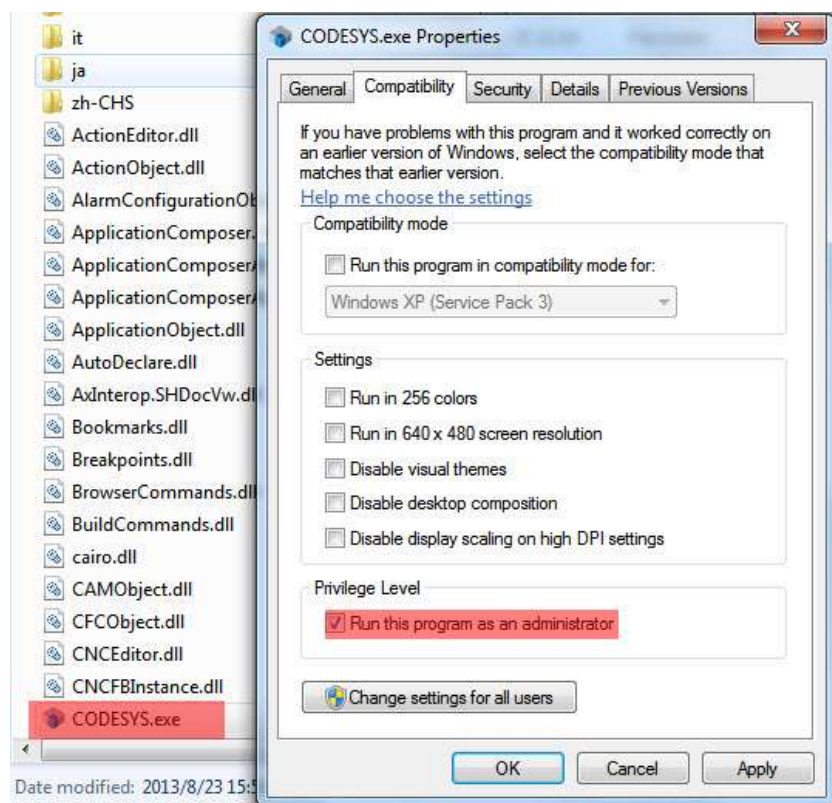 it
ja
zh-CHS
ActionEditor.dll
ActionObject.dll
AlarmConfigurationOb
ApplicationComposer.
ApplicationComposerA
ApplicationComposerA
ApplicationObject.dll
AutoDeclare.dll
AxInterop.SHDocVw.dl
Bookmarks.dll
Breakpoints.dll
BrowserCommands.dll
BuildCommands.dll
cairo.dll
CAMObject.dll
CFCObject.dll
CNCEditor.dll
CNCFBInstance.dll
CODESYS.exe
Date modified: 2013/8/23 15:5
CODESYS.exe Properties
General Compatibility Security Details Previous Versions
If you have problems with this program and it worked correctly on
an earlier version of Windows, select the compatibility mode that
matches that earlier version.
Help me choose the settings
Compatibility mode
Run this program in compatibility mode for:
Windows XP (Service Pack 3)
Settings
Run in 256 colors
Run in 640 x 480 screen resolution
Disable visual themes
Disable desktop composition
Disable display scaling on high DPI settings
Privilege Level
Run this program as an administrator
Change settings for all users
OK Cancel Apply